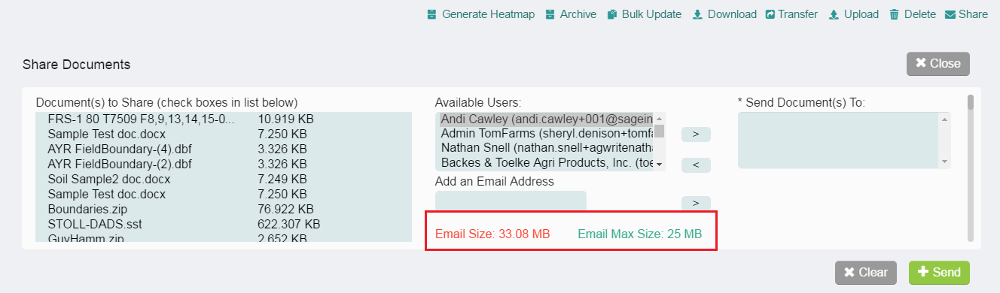 Generate Heatmap Archive Bulk Update Download Transfer Upload Delete Share
Share Documents
Close
Document(s) to Share (check boxes in list below)
FRS-1 80 T7509 F8,9,13,14,15-0... 10.919 KB
Sample Test doc.docx 7.250 KB
AYR FieldBoundary-(4).dbf 3.326 KB
AYR FieldBoundary-(2).dbf 3.326 KB
Soil Sample2 doc.docx 7.249 KB
Sample Test doc.docx 7.250 KB
Boundaries.zip 76.922 KB
STOLL-DADS.sst 622.307 KB
GuyHamm.zip 2.652 KB
Available Users:
Andi Cawley (andi.cawley+001@sagein
Admin TomFarms (sheryl.denison+tomfa
Nathan Snell (nathan.snell+agwritenatha
Backes & Toelke Agri Products, Inc. (toe
>
<
Add an Email Address
>
Email Size: 33.08 MB Email Max Size: 25 MB
* Send Document(s) To:
Clear
Send